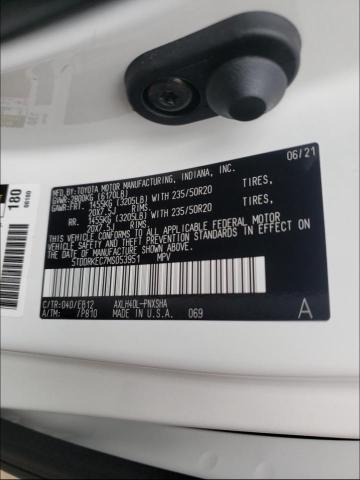 MFD.BY:TOYOTA MOTOR MANUFACTURING, INDIANA, INC. 06/21
GVWR:2800KG (6170LB)
GAWR:FRT. 1455KG (3205LB) WITH 235/50R20 TIRES,
20X7.5J RIMS,
RR. 1455KG (3205LB) WITH 235/50R20 TIRES,
20X7.5J RIMS,
THIS VEHICLE CONFORMS TO ALL APPLICABLE FEDERAL MOTOR
VEHICLE SAFETY AND THEFT PREVENTION STANDARDS IN
EFFECT ON THE DATE OF MANUFACTURE SHOWN ABOVE.
5TDDRKEC7MS053951 MPV
C/TR:040/EB12 AXLH40L-PNXSHA
A/TM: 7P810 MADE IN U.S.A. 069 A
180